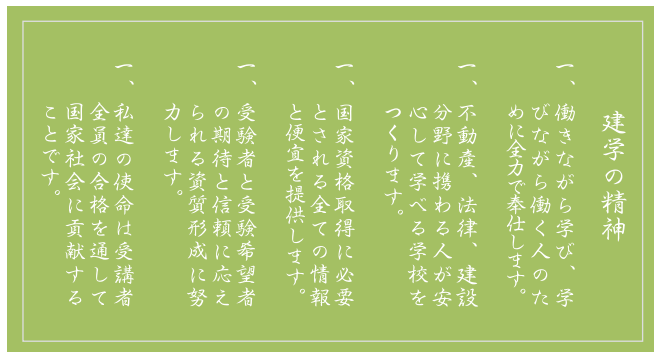 建学の精神
一、働きながら学び、学
びながら働く人のた
めに全力で奉仕します。
一、不動産、法律、建設
分野に携わる人が安
心して学べる学校を
つくります。
一、国家資格取得に必要
とされる全ての情報
と便宜を提供します。
一、受験者と受験希望者
の期待と信頼に応え
られる資質形成に努
力します。
一、私達の使命は受講者
全員の合格を通して
国家社会に貢献する
ことです。